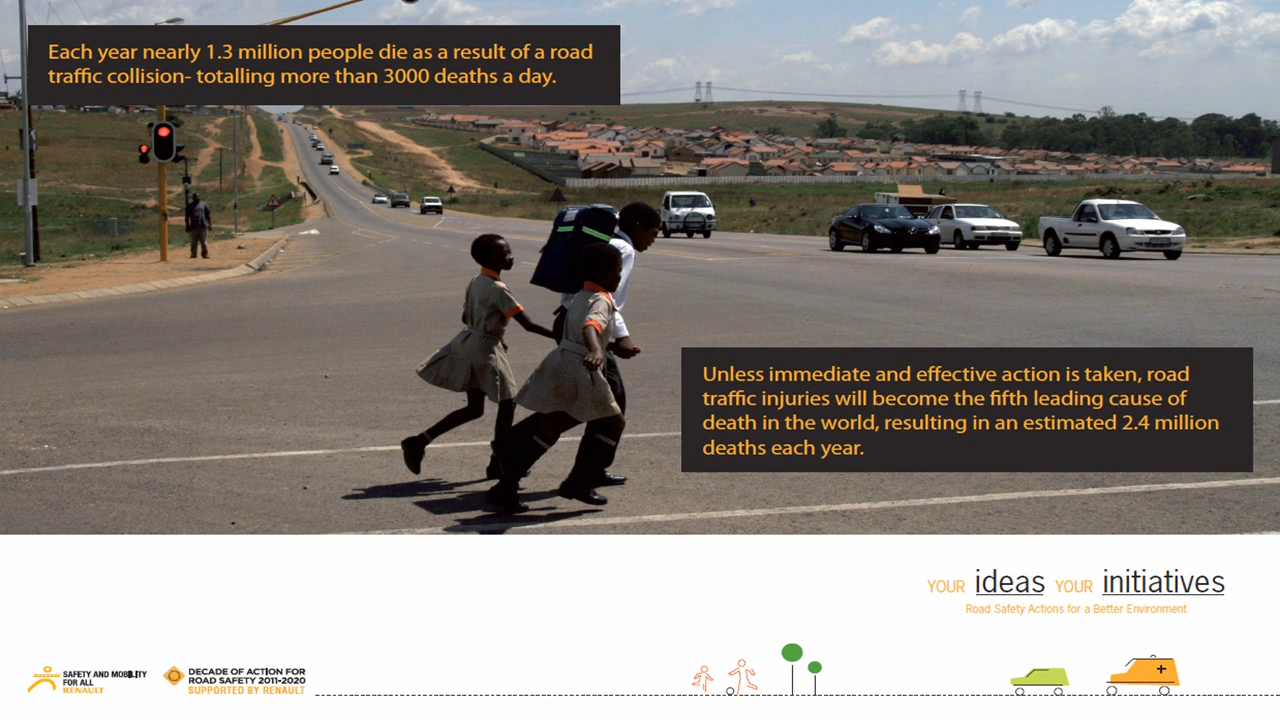 Each year nearly 1.3 million people die as a result of a road
traffic collision- totalling more than 3000 deaths a day.
Unless immediate and effective action is taken, road
traffic injuries will become the fifth leading cause of
death in the world, resulting in an estimated 2.4 million
deaths each year.
YOUR ideas YOUR initiatives
Road Safety Actions for a Better Environment
SAFETY AND MOBILITY
FOR ALL
RENAULT
DECADE OF ACTION FOR
ROAD SAFETY 2011-2020
SUPPORTED BY RENAULT